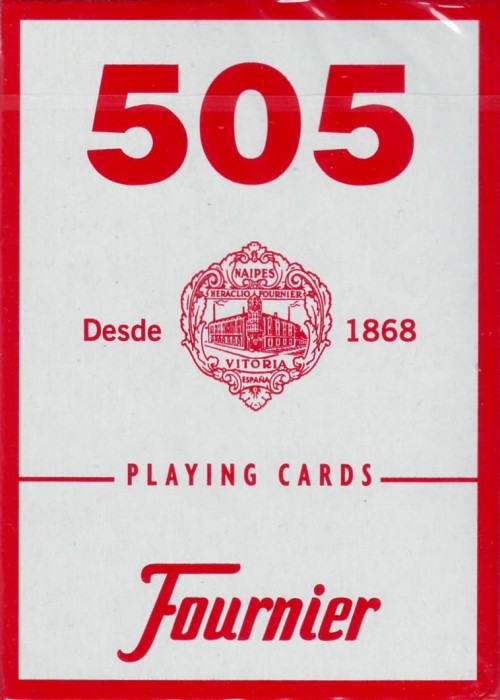 505
NAIPES
HERACLIO FOURNIER
Desde 1868
VITORIA
ESPAÑA
PLAYING CARDS
Fournier